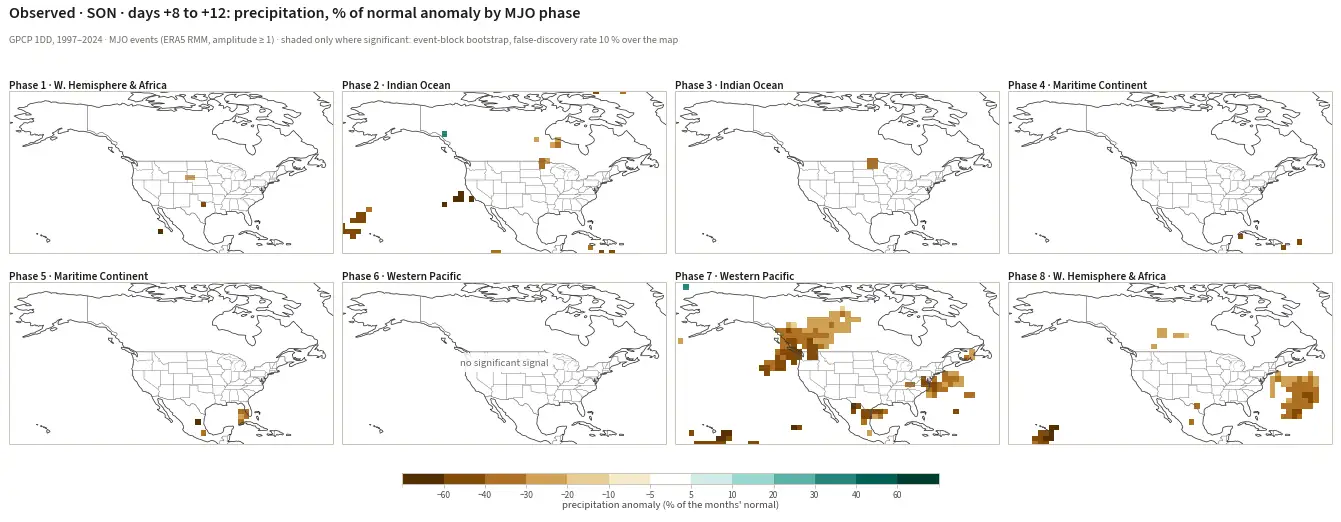 Observed · SON · days +8 to +12: precipitation, % of normal anomaly by MJO phase
GPCP 1DD, 1997–2024 · MJO events (ERA5 RMM, amplitude ≥ 1) · shaded only where significant: event-block bootstrap, false-discovery rate 10 % over the map
Phase 1 · W. Hemisphere & Africa
Phase 2 · Indian Ocean
Phase 3 · Indian Ocean
Phase 4 · Maritime Continent
Phase 5 · Maritime Continent
Phase 6 · Western Pacific
Phase 7 · Western Pacific
Phase 8 · W. Hemisphere & Africa
no significant signal
−60 −40 −30 −20 −10 −5 5 10 20 30 40 60
precipitation anomaly (% of the months' normal)